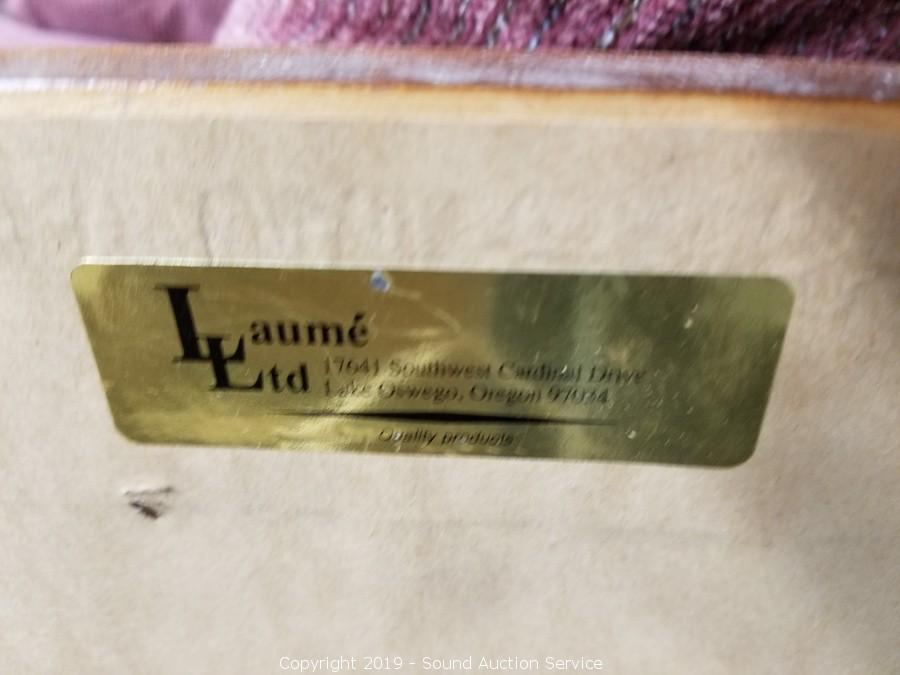 Laumé
Ltd
17641 Southwest Cardinal Drive
Lake Oswego, Oregon 97034
Quality products
Copyright 2019 - Sound Auction Service